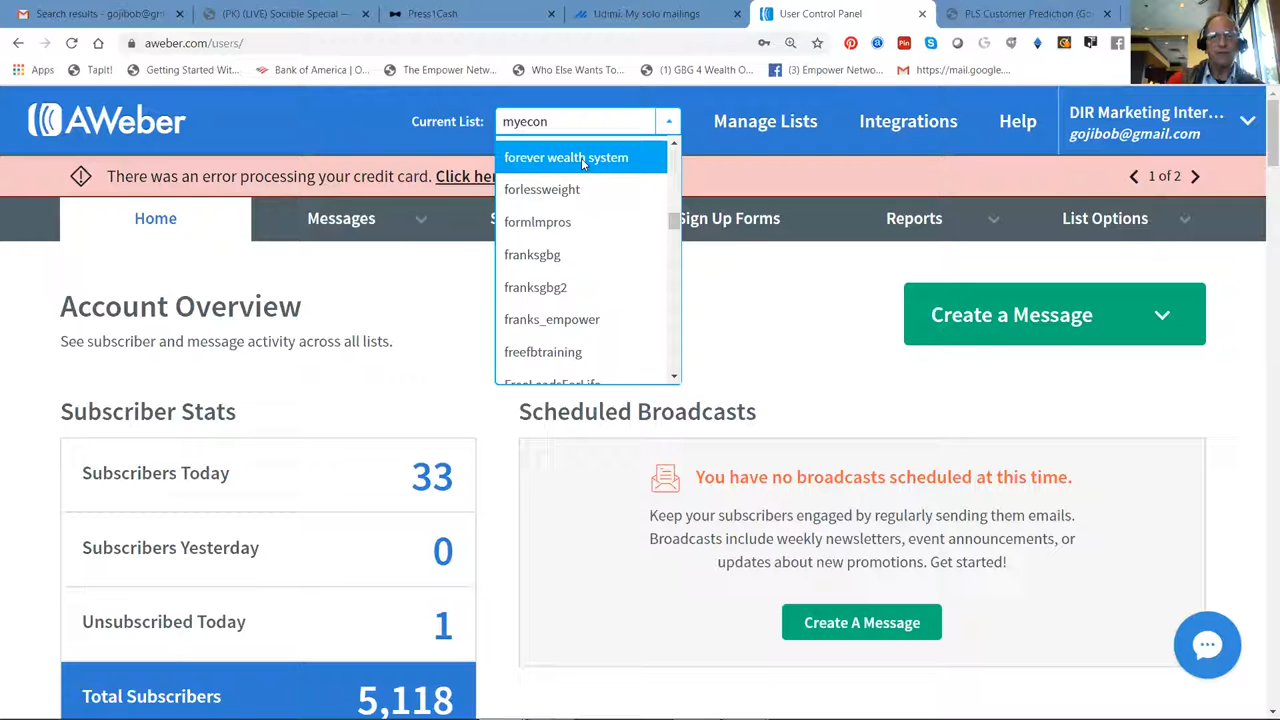 Search results - gojibob@gm
(PK) (LIVE) Sociible Special —
Press1Cash
Udimi. My solo mailings
User Control Panel
PLS Customer Prediction (Go
aweber.com/users/
Apps
TapIt!
Getting Started Wit...
Bank of America | O...
The Empower Netw...
Who Else Wants To...
(1) GBG 4 Wealth O...
(3) Empower Netwo...
https://mail.google....
AWeber
Current List:
myecon
Manage Lists
Integrations
Help
DIR Marketing Inter...
gojibob@gmail.com
There was an error processing your credit card. Click her
1 of 2
Home
Messages
S
Sign Up Forms
Reports
List Options
forever wealth system
forlessweight
formlmpros
franksgbg
franksgbg2
franks_empower
freefbtraining
FreeLeadsForLife
Account Overview
See subscriber and message activity across all lists.
Create a Message
Subscriber Stats
Subscribers Today
33
Subscribers Yesterday
0
Unsubscribed Today
1
Total Subscribers
5,118
Scheduled Broadcasts
You have no broadcasts scheduled at this time.
Keep your subscribers engaged by regularly sending them emails.
Broadcasts include weekly newsletters, event announcements, or
updates about new promotions. Get started!
Create A Message